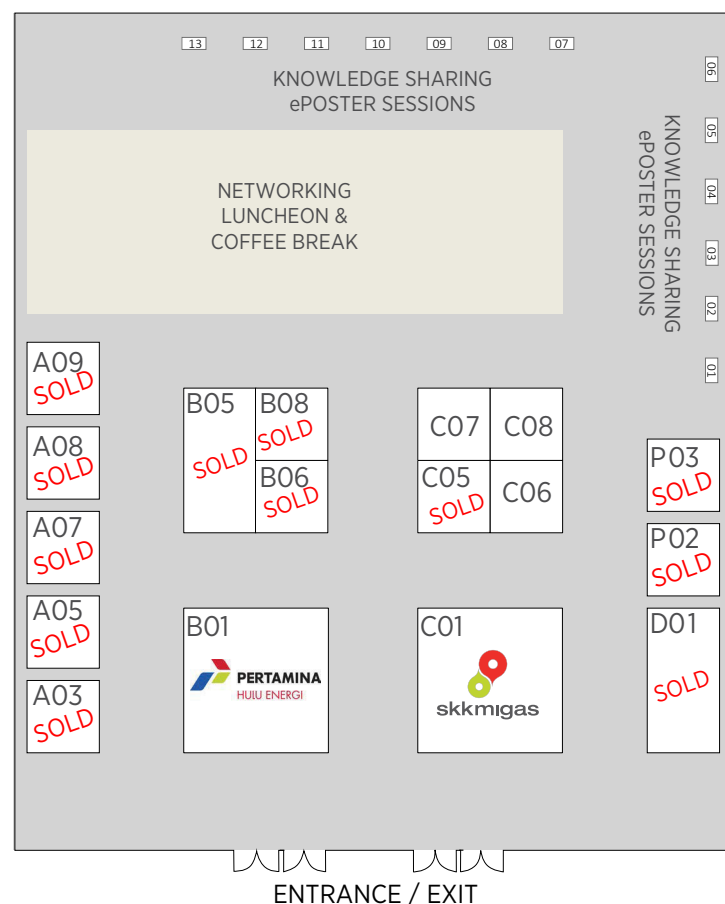 13 12 11 10 09 08 07
KNOWLEDGE SHARING
ePOSTER SESSIONS
06
05
04
03
02
01
KNOWLEDGE SHARING
ePOSTER SESSIONS
NETWORKING
LUNCHEON &
COFFEE BREAK
A09
SOLD
A08
SOLD
A07
SOLD
A05
SOLD
A03
SOLD
B05
SOLD
B08
SOLD
B06
SOLD
C07
C08
C05
SOLD
C06
P03
SOLD
P02
SOLD
B01
PERTAMINA
HULU ENERGI
C01
skkmigas
D01
SOLD
ENTRANCE / EXIT